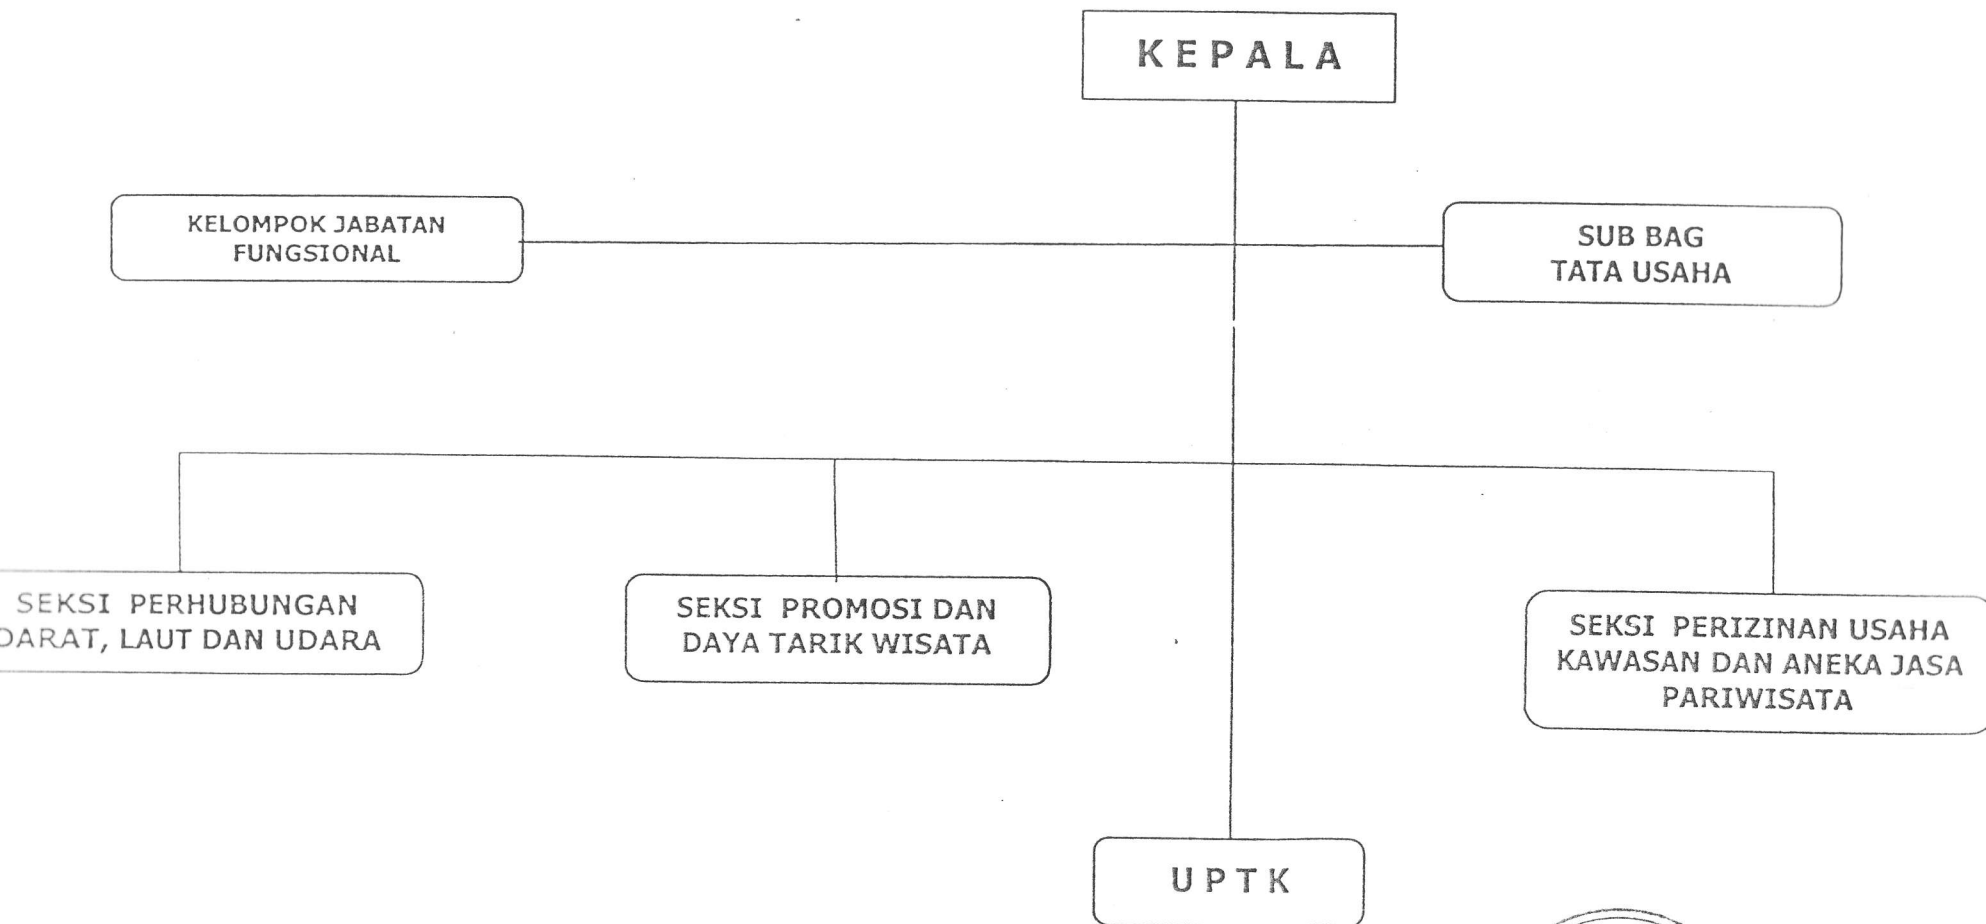 KEPALA
KELOMPOK JABATAN
FUNGSIONAL
SUB BAG
TATA USAHA
SEKSI PERHUBUNGAN
DARAT, LAUT DAN UDARA
SEKSI PROMOSI DAN
DAYA TARIK WISATA
SEKSI PERIZINAN USAHA
KAWASAN DAN ANEKA JASA
PARIWISATA
UPTK